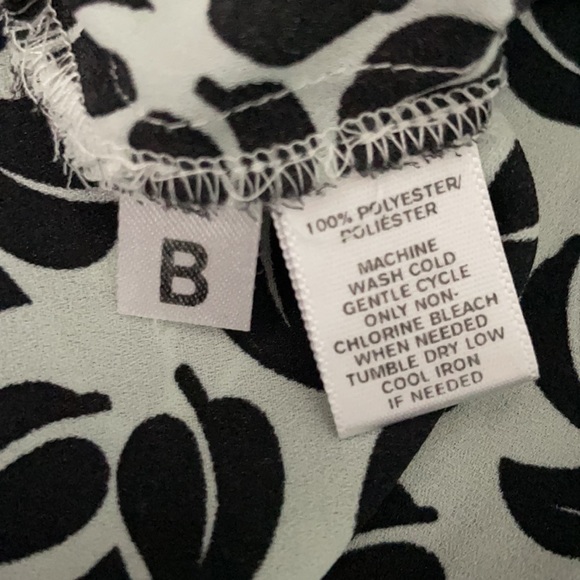 B
100% POLYESTER/
POLIÉSTER
MACHINE
WASH COLD
GENTLE CYCLE
ONLY NON-
CHLORINE BLEACH
WHEN NEEDED
TUMBLE DRY LOW
COOL IRON
IF NEEDED